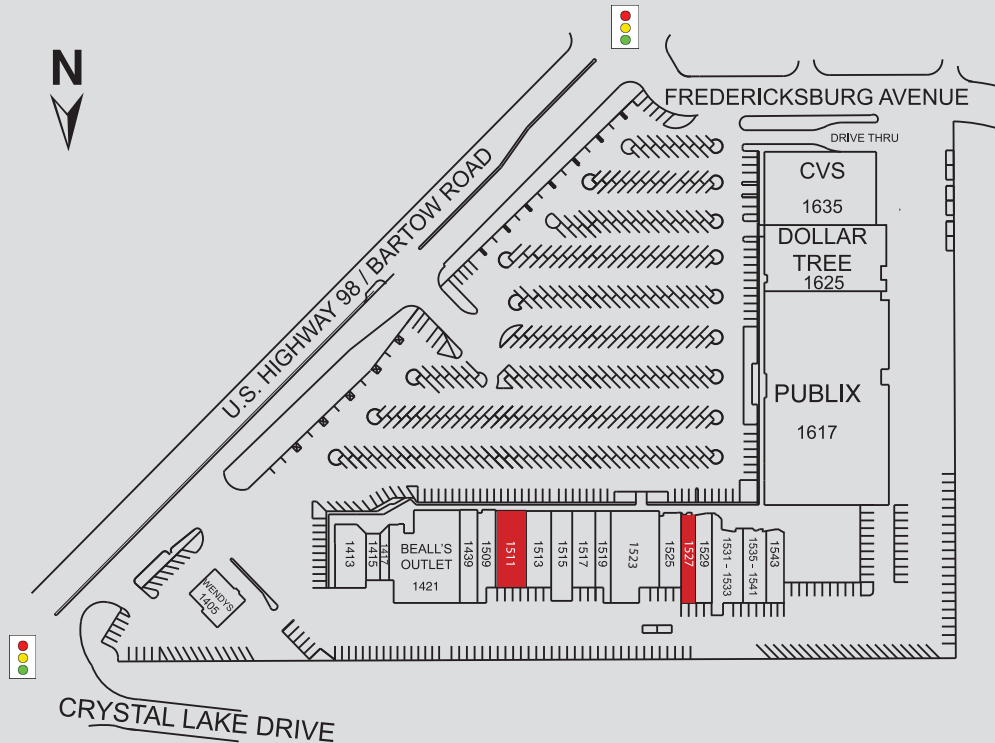 N
FREDERICKSBURG AVENUE
DRIVE THRU
U.S. HIGHWAY 98 / BARTOW ROAD
CVS
1635
DOLLAR
TREE
1625
PUBLIX
1617
1413
1415
1417
BEALL'S
OUTLET
1421
1439
1509
1511
1513
1515
1517
1519
1523
1525
1527
1529
1531 - 1533
1535 - 1541
1543
WENDYS
1405
CRYSTAL LAKE DRIVE